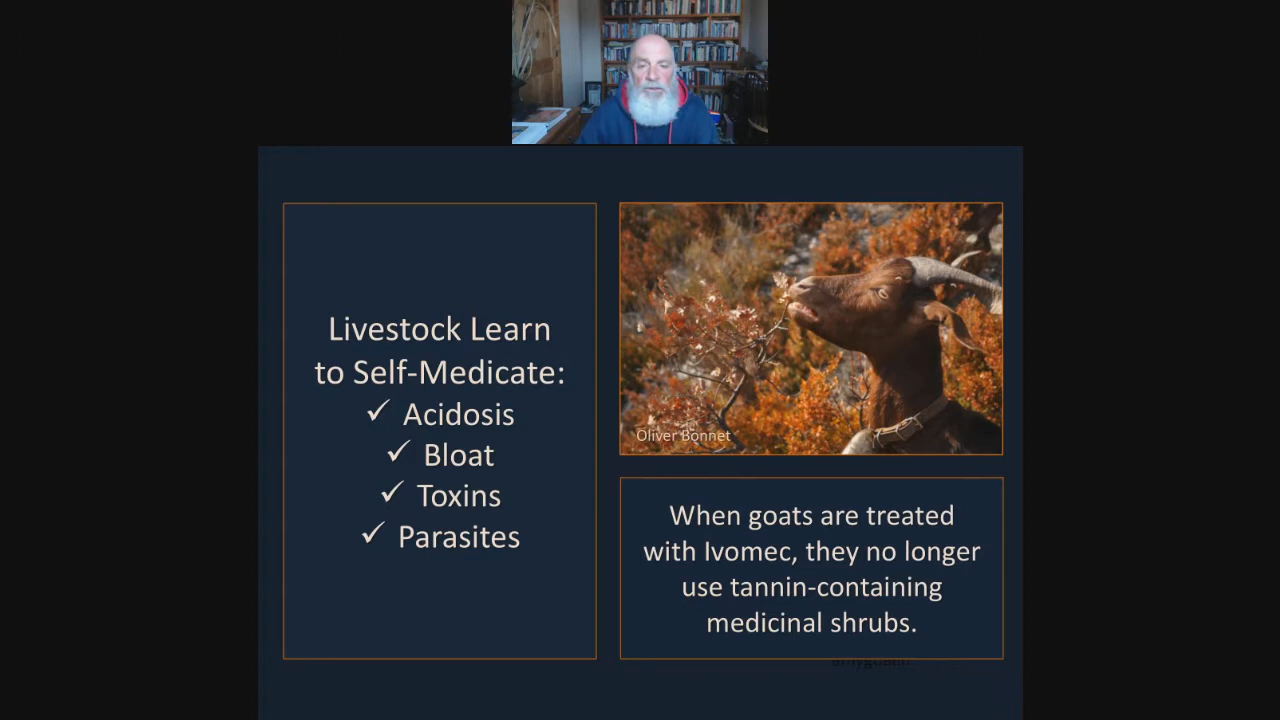 Livestock Learn
to Self-Medicate:
✓ Acidosis
✓ Bloat
✓ Toxins
✓ Parasites
Oliver Bonnet
When goats are treated
with Ivomec, they no longer
use tannin-containing
medicinal shrubs.